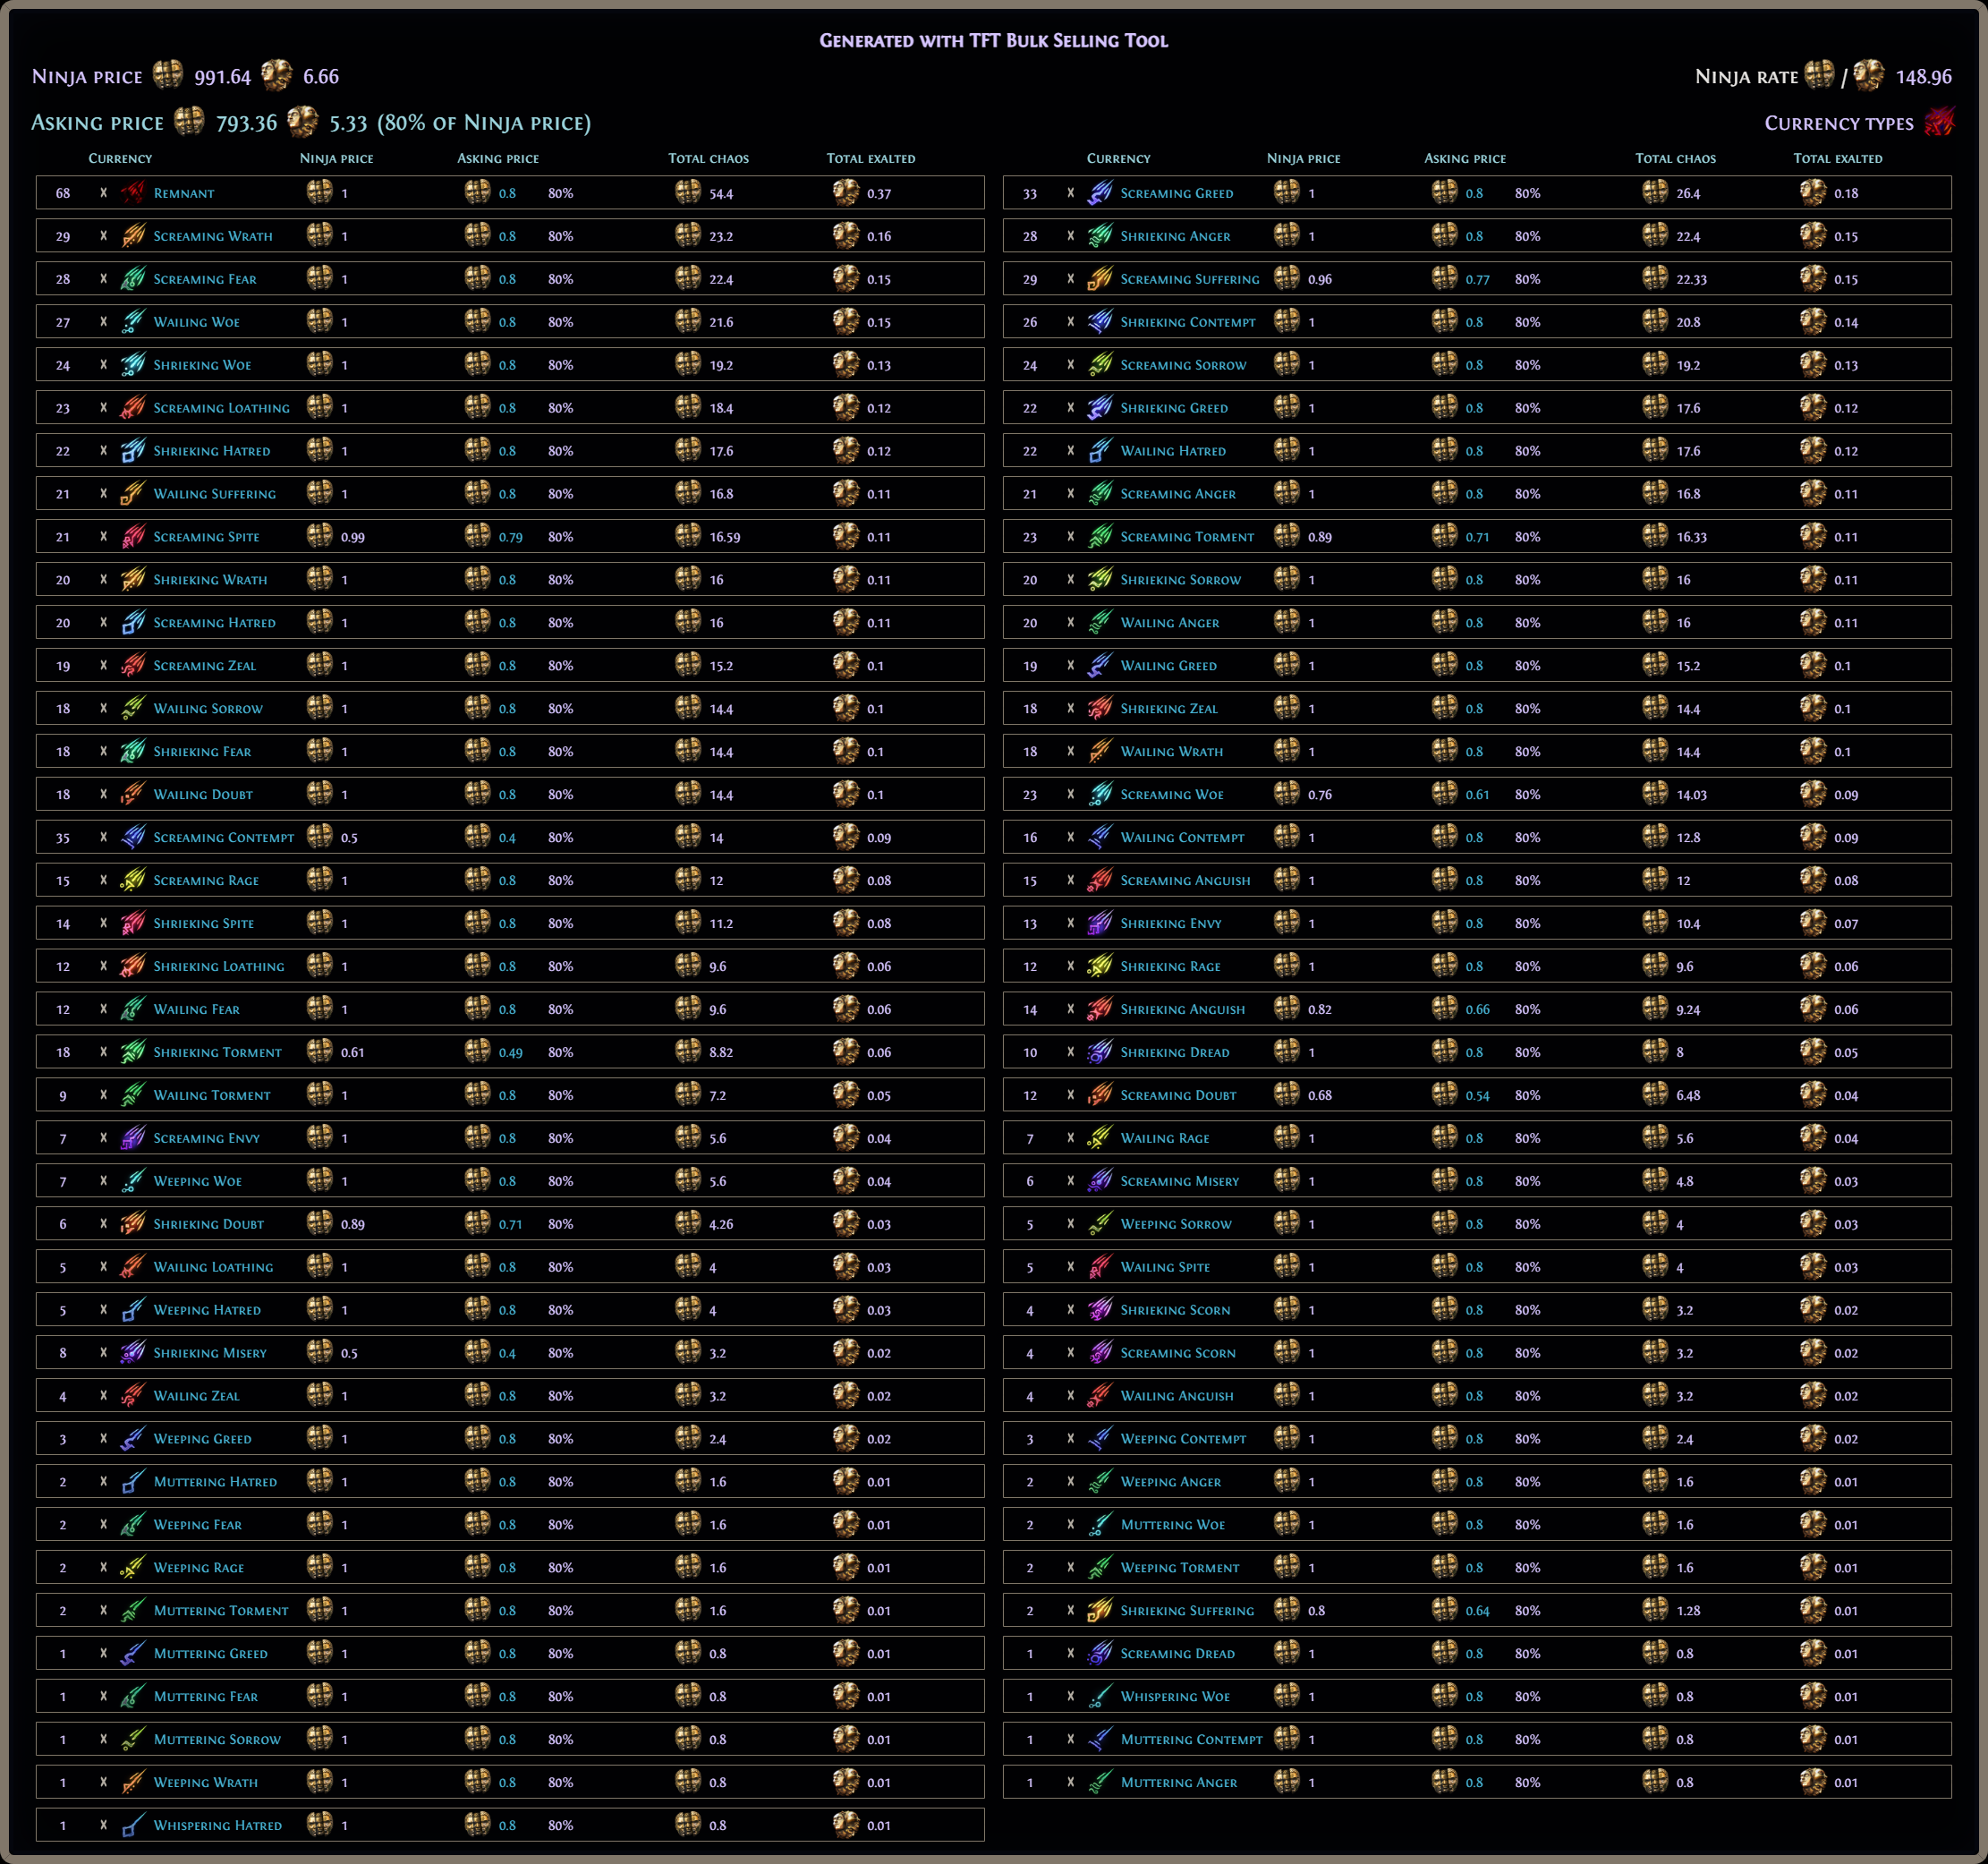 Generated with TFT Bulk Selling Tool
Ninja price 991.64 6.66 Ninja rate / 148.96
Asking price 793.36 5.33 (80% of Ninja price) Currency types
Currency Ninja price Asking price Total chaos Total exalted Currency Ninja price Asking price Total chaos Total exalted
68 x Remnant 1 0.8 80% 54.4 0.37 33 x Screaming Greed 1 0.8 80% 26.4 0.18
29 x Screaming Wrath 1 0.8 80% 23.2 0.16 28 x Shrieking Anger 1 0.8 80% 22.4 0.15
28 x Screaming Fear 1 0.8 80% 22.4 0.15 29 x Screaming Suffering 0.96 0.77 80% 22.33 0.15
27 x Wailing Woe 1 0.8 80% 21.6 0.15 26 x Shrieking Contempt 1 0.8 80% 20.8 0.14
24 x Shrieking Woe 1 0.8 80% 19.2 0.13 24 x Screaming Sorrow 1 0.8 80% 19.2 0.13
23 x Screaming Loathing 1 0.8 80% 18.4 0.12 22 x Shrieking Greed 1 0.8 80% 17.6 0.12
22 x Shrieking Hatred 1 0.8 80% 17.6 0.12 22 x Wailing Hatred 1 0.8 80% 17.6 0.12
21 x Wailing Suffering 1 0.8 80% 16.8 0.11 21 x Screaming Anger 1 0.8 80% 16.8 0.11
21 x Screaming Spite 0.99 0.79 80% 16.59 0.11 23 x Screaming Torment 0.89 0.71 80% 16.33 0.11
20 x Shrieking Wrath 1 0.8 80% 16 0.11 20 x Shrieking Sorrow 1 0.8 80% 16 0.11
20 x Screaming Hatred 1 0.8 80% 16 0.11 20 x Wailing Anger 1 0.8 80% 16 0.11
19 x Screaming Zeal 1 0.8 80% 15.2 0.1 19 x Wailing Greed 1 0.8 80% 15.2 0.1
18 x Wailing Sorrow 1 0.8 80% 14.4 0.1 18 x Shrieking Zeal 1 0.8 80% 14.4 0.1
18 x Shrieking Fear 1 0.8 80% 14.4 0.1 18 x Wailing Wrath 1 0.8 80% 14.4 0.1
18 x Wailing Doubt 1 0.8 80% 14.4 0.1 23 x Screaming Woe 0.76 0.61 80% 14.03 0.09
35 x Screaming Contempt 0.5 0.4 80% 14 0.09 16 x Wailing Contempt 1 0.8 80% 12.8 0.09
15 x Screaming Rage 1 0.8 80% 12 0.08 15 x Screaming Anguish 1 0.8 80% 12 0.08
14 x Shrieking Spite 1 0.8 80% 11.2 0.08 13 x Shrieking Envy 1 0.8 80% 10.4 0.07
12 x Shrieking Loathing 1 0.8 80% 9.6 0.06 12 x Shrieking Rage 1 0.8 80% 9.6 0.06
12 x Wailing Fear 1 0.8 80% 9.6 0.06 14 x Shrieking Anguish 0.82 0.66 80% 9.24 0.06
18 x Shrieking Torment 0.61 0.49 80% 8.82 0.06 10 x Shrieking Dread 1 0.8 80% 8 0.05
9 x Wailing Torment 1 0.8 80% 7.2 0.05 12 x Screaming Doubt 0.68 0.54 80% 6.48 0.04
7 x Screaming Envy 1 0.8 80% 5.6 0.04 7 x Wailing Rage 1 0.8 80% 5.6 0.04
7 x Weeping Woe 1 0.8 80% 5.6 0.04 6 x Screaming Misery 1 0.8 80% 4.8 0.03
6 x Shrieking Doubt 0.89 0.71 80% 4.26 0.03 5 x Weeping Sorrow 1 0.8 80% 4 0.03
5 x Wailing Loathing 1 0.8 80% 4 0.03 5 x Wailing Spite 1 0.8 80% 4 0.03
5 x Weeping Hatred 1 0.8 80% 4 0.03 4 x Shrieking Scorn 1 0.8 80% 3.2 0.02
8 x Shrieking Misery 0.5 0.4 80% 3.2 0.02 4 x Screaming Scorn 1 0.8 80% 3.2 0.02
4 x Wailing Zeal 1 0.8 80% 3.2 0.02 4 x Wailing Anguish 1 0.8 80% 3.2 0.02
3 x Weeping Greed 1 0.8 80% 2.4 0.02 3 x Weeping Contempt 1 0.8 80% 2.4 0.02
2 x Muttering Hatred 1 0.8 80% 1.6 0.01 2 x Weeping Anger 1 0.8 80% 1.6 0.01
2 x Weeping Fear 1 0.8 80% 1.6 0.01 2 x Muttering Woe 1 0.8 80% 1.6 0.01
2 x Weeping Rage 1 0.8 80% 1.6 0.01 2 x Weeping Torment 1 0.8 80% 1.6 0.01
2 x Muttering Torment 1 0.8 80% 1.6 0.01 2 x Shrieking Suffering 0.8 0.64 80% 1.28 0.01
1 x Muttering Greed 1 0.8 80% 0.8 0.01 1 x Screaming Dread 1 0.8 80% 0.8 0.01
1 x Muttering Fear 1 0.8 80% 0.8 0.01 1 x Whispering Woe 1 0.8 80% 0.8 0.01
1 x Muttering Sorrow 1 0.8 80% 0.8 0.01 1 x Muttering Contempt 1 0.8 80% 0.8 0.01
1 x Weeping Wrath 1 0.8 80% 0.8 0.01 1 x Muttering Anger 1 0.8 80% 0.8 0.01
1 x Whispering Hatred 1 0.8 80% 0.8 0.01